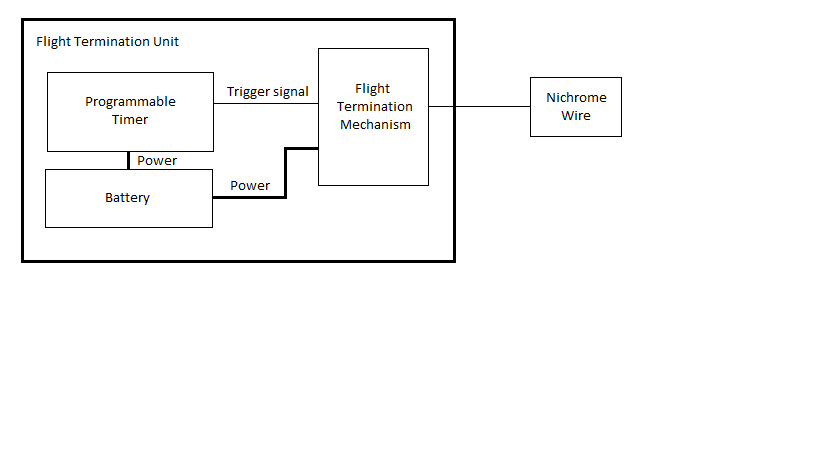 Flight Termination Unit
Programmable
Timer
Trigger signal
Flight
Termination
Mechanism
Nichrome
Wire
Power
Battery
Power